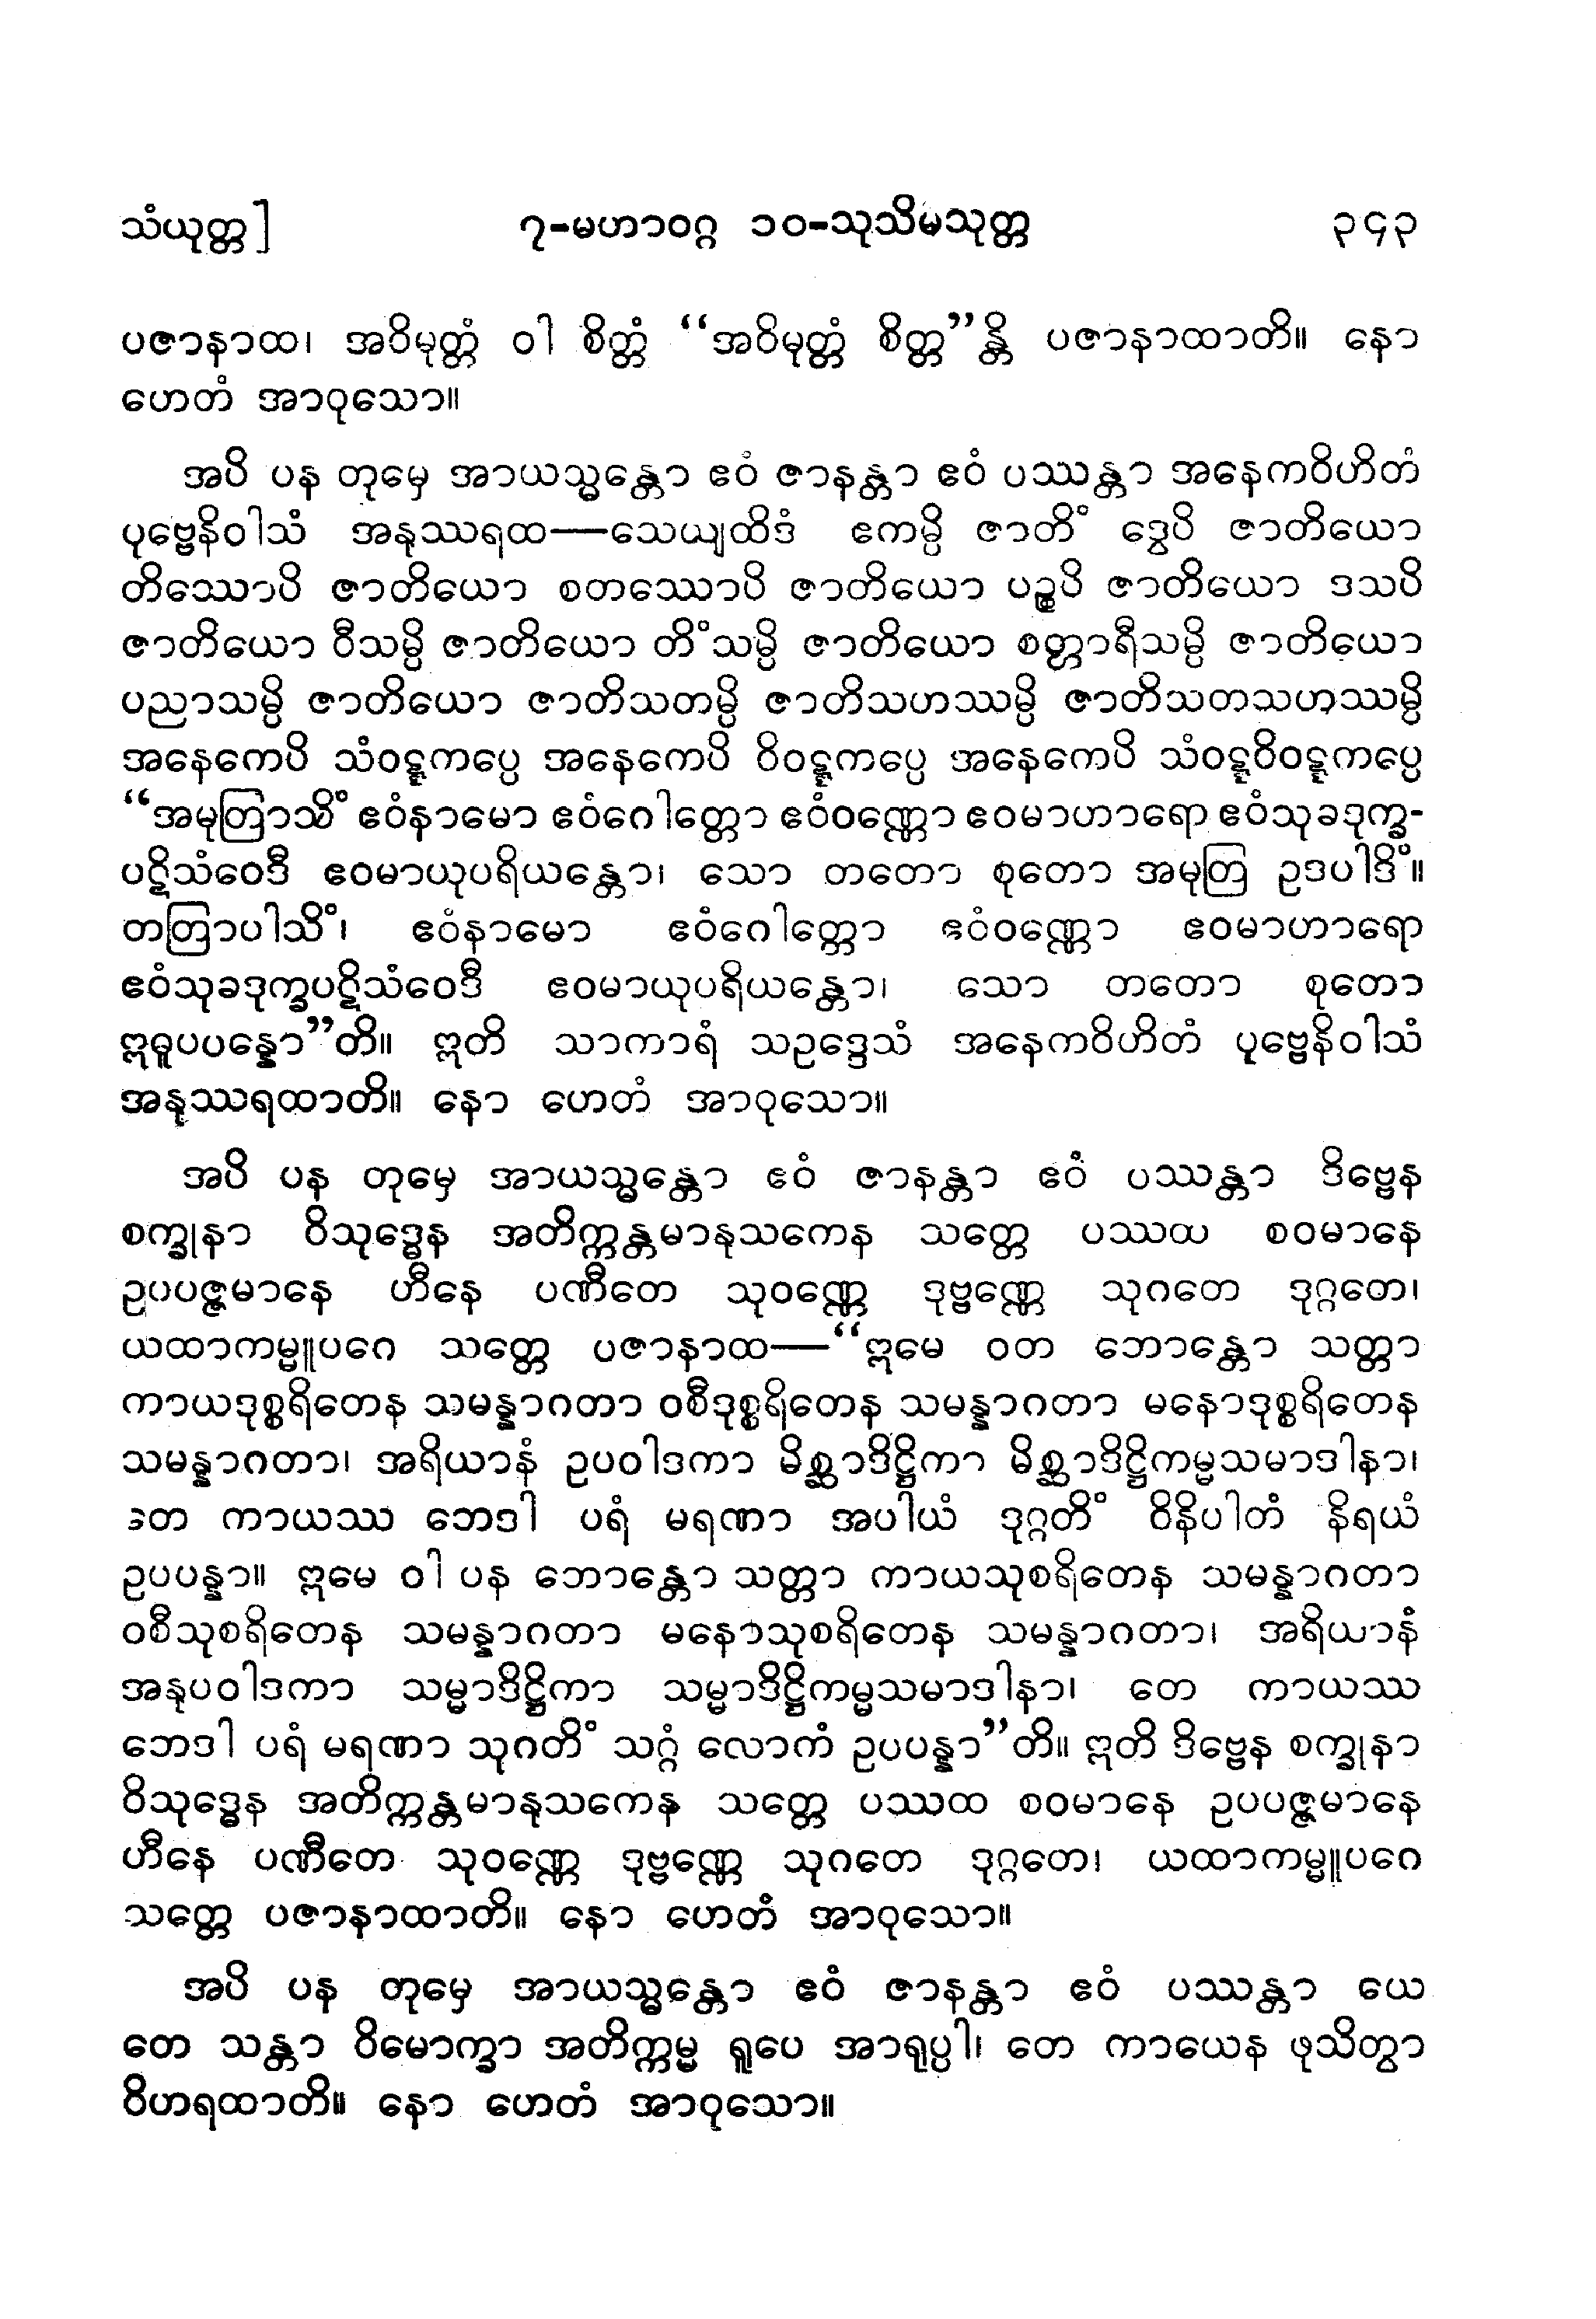 သံယုတ္တ] ၇-မဟာဝဂ္ဂ ၁၀-သုသိမသုတ္တ ၃၄၃
ပဇာနာထ၊ အဝိမုတ္တံ ဝါ စိတ္တံ “အဝိမုတ္တံ စိတ္တ”န္တိ ပဇာနာထာတိ။ နော
ဟေတံ အာဝုသော။
အပိ ပန တုမှေ အာယသ္မန္တော ဧဝံ ဇာနန္တာ ဧဝံ ပဿန္တာ အနေကဝိဟိတံ
ပုဗ္ဗေနိဝါသံ အနုဿရထ—သေယျထိဒံ ဧကမ္ပိ ဇာတိံ ဒွေပိ ဇာတိယော
တိဿောပိ ဇာတိယော စတဿောပိ ဇာတိယော ပဉ္စပိ ဇာတိယော ဒသပိ
ဇာတိယော ဝီသမ္ပိ ဇာတိယော တိံသမ္ပိ ဇာတိယော စတ္တာရီသမ္ပိ ဇာတိယော
ပညာသမ္ပိ ဇာတိယော ဇာတိသတမ္ပိ ဇာတိသဟဿမ္ပိ ဇာတိသတသဟဿမ္ပိ
အနေကေပိ သံဝဋ္ဋကပ္ပေ အနေကေပိ ဝိဝဋ္ဋကပ္ပေ အနေကေပိ သံဝဋ္ဋဝိဝဋ္ဋကပ္ပေ
“အမုတြာသိံ ဧဝံနာမော ဧဝံဂေါတ္တော ဧဝံဝဏ္ဏော ဧဝမာဟာရော ဧဝံသုခဒုက္ခ-
ပဋိသံဝေဒီ ဧဝမာယုပရိယန္တော၊ သော တတော စုတော အမုတြ ဥဒပါဒိံ။
တတြာပါသိံ၊ ဧဝံနာမော ဧဝံဂေါတ္တော ဧဝံဝဏ္ဏော ဧဝမာဟာရော
ဧဝံသုခဒုက္ခပဋိသံဝေဒီ ဧဝမာယုပရိယန္တော၊ သော တတော စုတော
ဣဓူပပန္နော”တိ။ ဣတိ သာကာရံ သဥဒ္ဒေသံ အနေကဝိဟိတံ ပုဗ္ဗေနိဝါသံ
အနုဿရထာတိ။ နော ဟေတံ အာဝုသော။
အပိ ပန တုမှေ အာယသ္မန္တော ဧဝံ ဇာနန္တာ ဧဝံ ပဿန္တာ ဒိဗ္ဗေန
စက္ခုနာ ဝိသုဒ္ဓေန အတိက္ကန္တမာနုသကေန သတ္တေ ပဿထ စဝမာနေ
ဥပပဇ္ဇမာနေ ဟီနေ ပဏီတေ သုဝဏ္ဏေ ဒုဗ္ဗဏ္ဏေ သုဂတေ ဒုဂ္ဂတေ၊
ယထာကမ္မူပဂေ သတ္တေ ပဇာနာထ—“ဣမေ ဝတ ဘောန္တော သတ္တာ
ကာယဒုစ္စရိတေန သမန္နာဂတာ ဝစီဒုစ္စရိတေန သမန္နာဂတာ မနောဒုစ္စရိတေန
သမန္နာဂတာ၊ အရိယာနံ ဥပဝါဒကာ မိစ္ဆာဒိဋ္ဌိကာ မိစ္ဆာဒိဋ္ဌိကမ္မသမာဒါနာ၊
တေ ကာယဿ ဘေဒါ ပရံ မရဏာ အပါယံ ဒုဂ္ဂတိံ ဝိနိပါတံ နိရယံ
ဥပပန္နာ။ ဣမေ ဝါ ပန ဘောန္တော သတ္တာ ကာယသုစရိတေန သမန္နာဂတာ
ဝစီသုစရိတေန သမန္နာဂတာ မနောသုစရိတေန သမန္နာဂတာ၊ အရိယာနံ
အနုပဝါဒကာ သမ္မာဒိဋ္ဌိကာ သမ္မာဒိဋ္ဌိကမ္မသမာဒါနာ၊ တေ ကာယဿ
ဘေဒါ ပရံ မရဏာ သုဂတိံ သဂ္ဂံ လောကံ ဥပပန္နာ”တိ။ ဣတိ ဒိဗ္ဗေန စက္ခုနာ
ဝိသုဒ္ဓေန အတိက္ကန္တမာနုသကေန သတ္တေ ပဿထ စဝမာနေ ဥပပဇ္ဇမာနေ
ဟီနေ ပဏီတေ သုဝဏ္ဏေ ဒုဗ္ဗဏ္ဏေ သုဂတေ ဒုဂ္ဂတေ၊ ယထာကမ္မူပဂေ
သတ္တေ ပဇာနာထာတိ။ နော ဟေတံ အာဝုသော။
အပိ ပန တုမှေ အာယသ္မန္တော ဧဝံ ဇာနန္တာ ဧဝံ ပဿန္တာ ယေ
တေ သန္တာ ဝိမောက္ခာ အတိက္ကမ္မ ရူပေ အာရုပ္ပါ၊ တေ ကာယေန ဖုသိတွာ
ဝိဟရထာတိ။ နော ဟေတံ အာဝုသော။